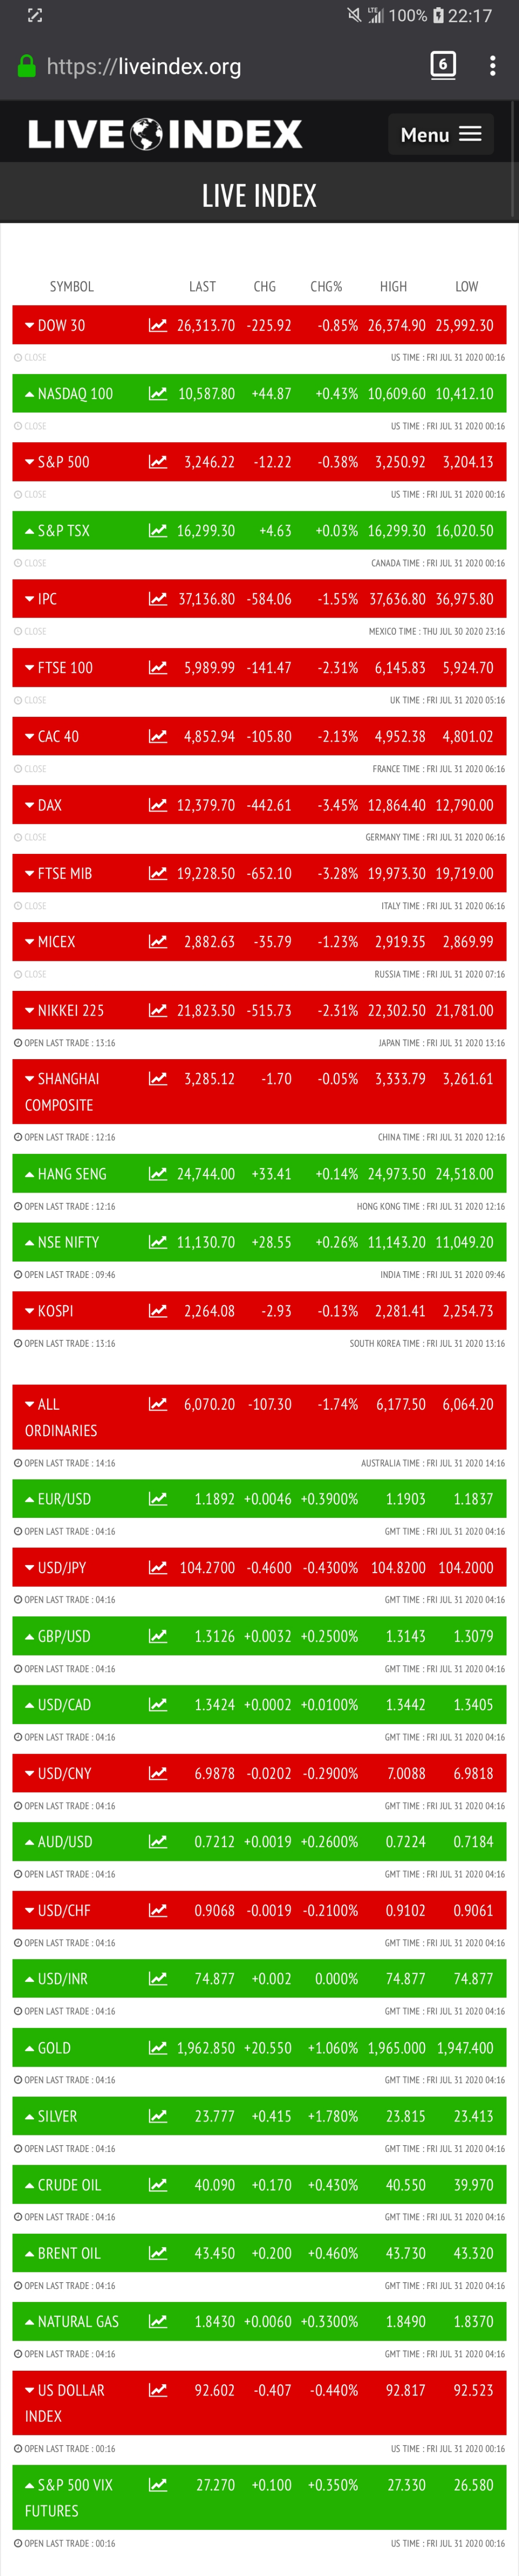 100% 22:17
https://liveindex.org 6
LIVE INDEX Menu
LIVE INDEX
SYMBOL LAST CHG CHG% HIGH LOW
DOW 30 26,313.70 -225.92 -0.85% 26,374.90 25,992.30
CLOSE US TIME : FRI JUL 31 2020 00:16
NASDAQ 100 10,587.80 +44.87 +0.43% 10,609.60 10,412.10
CLOSE US TIME : FRI JUL 31 2020 00:16
S&P 500 3,246.22 -12.22 -0.38% 3,250.92 3,204.13
CLOSE US TIME : FRI JUL 31 2020 00:16
S&P TSX 16,299.30 +4.63 +0.03% 16,299.30 16,020.50
CLOSE CANADA TIME : FRI JUL 31 2020 00:16
IPC 37,136.80 -584.06 -1.55% 37,636.80 36,975.80
CLOSE MEXICO TIME : THU JUL 30 2020 23:16
FTSE 100 5,989.99 -141.47 -2.31% 6,145.83 5,924.70
CLOSE UK TIME : FRI JUL 31 2020 05:16
CAC 40 4,852.94 -105.80 -2.13% 4,952.38 4,801.02
CLOSE FRANCE TIME : FRI JUL 31 2020 06:16
DAX 12,379.70 -442.61 -3.45% 12,864.40 12,790.00
CLOSE GERMANY TIME : FRI JUL 31 2020 06:16
FTSE MIB 19,228.50 -652.10 -3.28% 19,973.30 19,719.00
CLOSE ITALY TIME : FRI JUL 31 2020 06:16
MICEX 2,882.63 -35.79 -1.23% 2,919.35 2,869.99
CLOSE RUSSIA TIME : FRI JUL 31 2020 07:16
NIKKEI 225 21,823.50 -515.73 -2.31% 22,302.50 21,781.00
OPEN LAST TRADE : 13:16 JAPAN TIME : FRI JUL 31 2020 13:16
SHANGHAI 3,285.12 -1.70 -0.05% 3,333.79 3,261.61
COMPOSITE
OPEN LAST TRADE : 12:16 CHINA TIME : FRI JUL 31 2020 12:16
HANG SENG 24,744.00 +33.41 +0.14% 24,973.50 24,518.00
OPEN LAST TRADE : 12:16 HONG KONG TIME : FRI JUL 31 2020 12:16
NSE NIFTY 11,130.70 +28.55 +0.26% 11,143.20 11,049.20
OPEN LAST TRADE : 09:46 INDIA TIME : FRI JUL 31 2020 09:46
KOSPI 2,264.08 -2.93 -0.13% 2,281.41 2,254.73
OPEN LAST TRADE : 13:16 SOUTH KOREA TIME : FRI JUL 31 2020 13:16
ALL 6,070.20 -107.30 -1.74% 6,177.50 6,064.20
ORDINARIES
OPEN LAST TRADE : 14:16 AUSTRALIA TIME : FRI JUL 31 2020 14:16
EUR/USD 1.1892 +0.0046 +0.3900% 1.1903 1.1837
OPEN LAST TRADE : 04:16 GMT TIME : FRI JUL 31 2020 04:16
USD/JPY 104.2700 -0.4600 -0.4300% 104.8200 104.2000
OPEN LAST TRADE : 04:16 GMT TIME : FRI JUL 31 2020 04:16
GBP/USD 1.3126 +0.0032 +0.2500% 1.3143 1.3079
OPEN LAST TRADE : 04:16 GMT TIME : FRI JUL 31 2020 04:16
USD/CAD 1.3424 +0.0002 +0.0100% 1.3442 1.3405
OPEN LAST TRADE : 04:16 GMT TIME : FRI JUL 31 2020 04:16
USD/CNY 6.9878 -0.0202 -0.2900% 7.0088 6.9818
OPEN LAST TRADE : 04:16 GMT TIME : FRI JUL 31 2020 04:16
AUD/USD 0.7212 +0.0019 +0.2600% 0.7224 0.7184
OPEN LAST TRADE : 04:16 GMT TIME : FRI JUL 31 2020 04:16
USD/CHF 0.9068 -0.0019 -0.2100% 0.9102 0.9061
OPEN LAST TRADE : 04:16 GMT TIME : FRI JUL 31 2020 04:16
USD/INR 74.877 +0.002 0.000% 74.877 74.877
OPEN LAST TRADE : 04:16 GMT TIME : FRI JUL 31 2020 04:16
GOLD 1,962.850 +20.550 +1.060% 1,965.000 1,947.400
OPEN LAST TRADE : 04:16 GMT TIME : FRI JUL 31 2020 04:16
SILVER 23.777 +0.415 +1.780% 23.815 23.413
OPEN LAST TRADE : 04:16 GMT TIME : FRI JUL 31 2020 04:16
CRUDE OIL 40.090 +0.170 +0.430% 40.550 39.970
OPEN LAST TRADE : 04:16 GMT TIME : FRI JUL 31 2020 04:16
BRENT OIL 43.450 +0.200 +0.460% 43.730 43.320
OPEN LAST TRADE : 04:16 GMT TIME : FRI JUL 31 2020 04:16
NATURAL GAS 1.8430 +0.0060 +0.3300% 1.8490 1.8370
OPEN LAST TRADE : 04:16 GMT TIME : FRI JUL 31 2020 04:16
US DOLLAR 92.602 -0.407 -0.440% 92.817 92.523
INDEX
OPEN LAST TRADE : 00:16 US TIME : FRI JUL 31 2020 00:16
S&P 500 VIX 27.270 +0.100 +0.350% 27.330 26.580
FUTURES
OPEN LAST TRADE : 00:16 US TIME : FRI JUL 31 2020 00:16